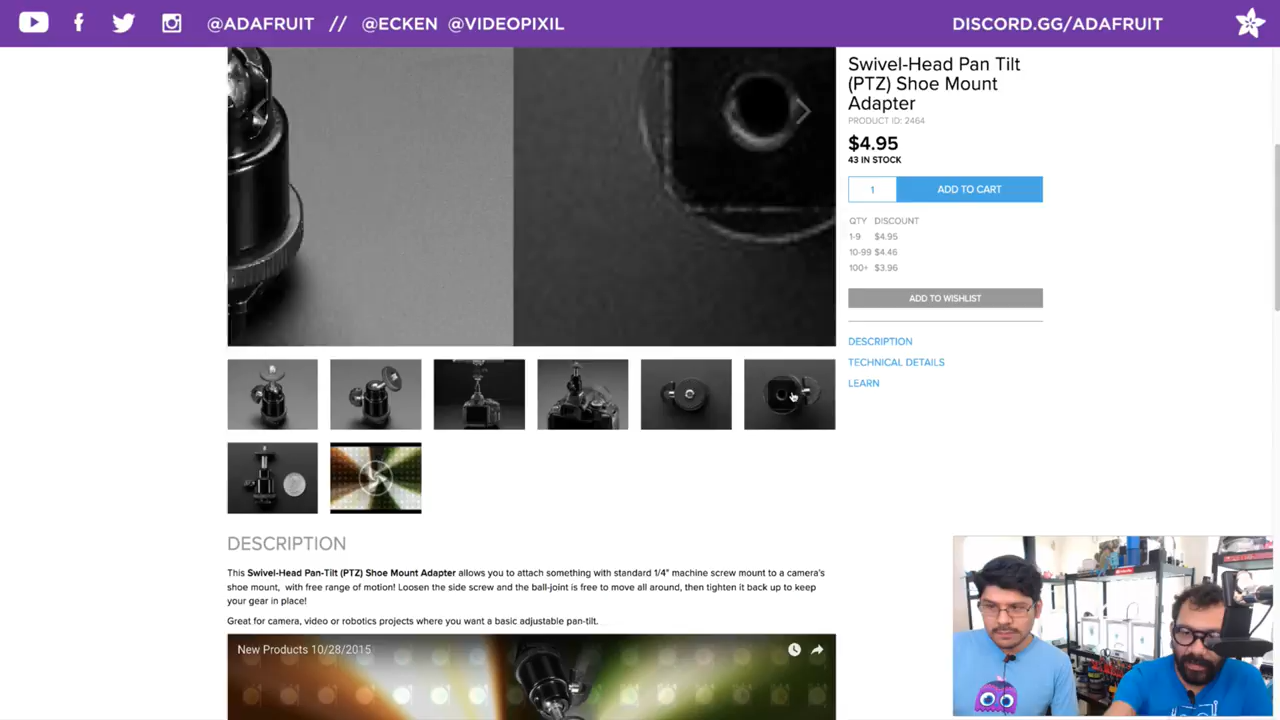 @ADAFRUIT // @ECKEN @VIDEOPIXIL
DISCORD.GG/ADAFRUIT
Swivel-Head Pan Tilt
(PTZ) Shoe Mount
Adapter
PRODUCT ID: 2464
$4.95
43 IN STOCK
1
ADD TO CART
QTY DISCOUNT
1-9 $4.95
10-99 $4.46
100+ $3.96
ADD TO WISHLIST
DESCRIPTION
TECHNICAL DETAILS
LEARN
DESCRIPTION
This Swivel-Head Pan-Tilt (PTZ) Shoe Mount Adapter allows you to attach something with standard 1/4" machine screw mount to a camera's
shoe mount, with free range of motion! Loosen the side screw and the ball-joint is free to move all around, then tighten it back up to keep
your gear in place!
Great for camera, video or robotics projects where you want a basic adjustable pan-tilt.
New Products 10/28/2015